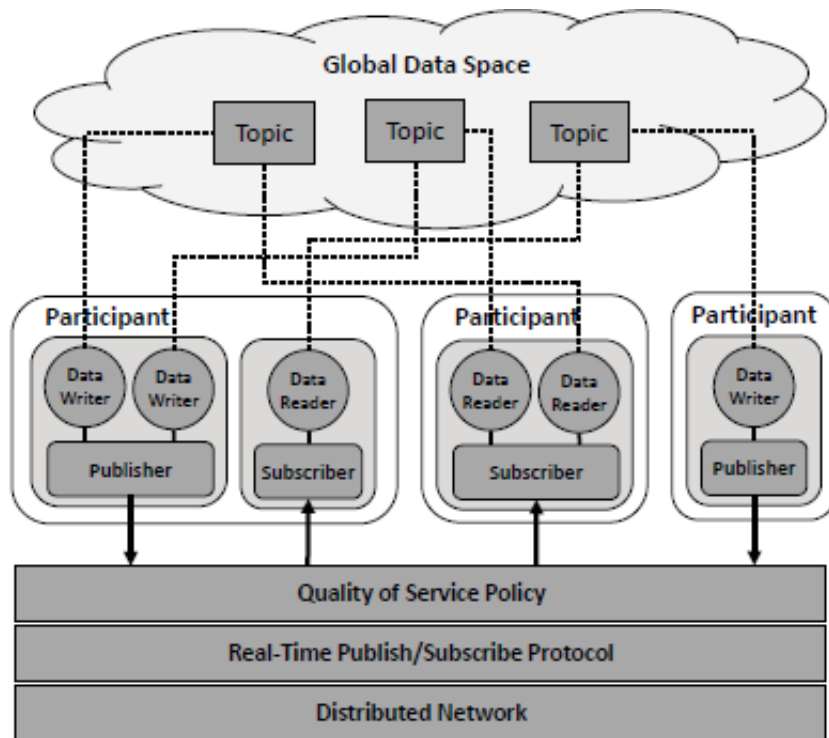 Global Data Space
Topic
Topic
Topic
Participant
Participant
Participant
Data
Writer
Data
Writer
Data
Reader
Data
Reader
Data
Reader
Data
Writer
Publisher
Subscriber
Subscriber
Publisher
Quality of Service Policy
Real-Time Publish/Subscribe Protocol
Distributed Network